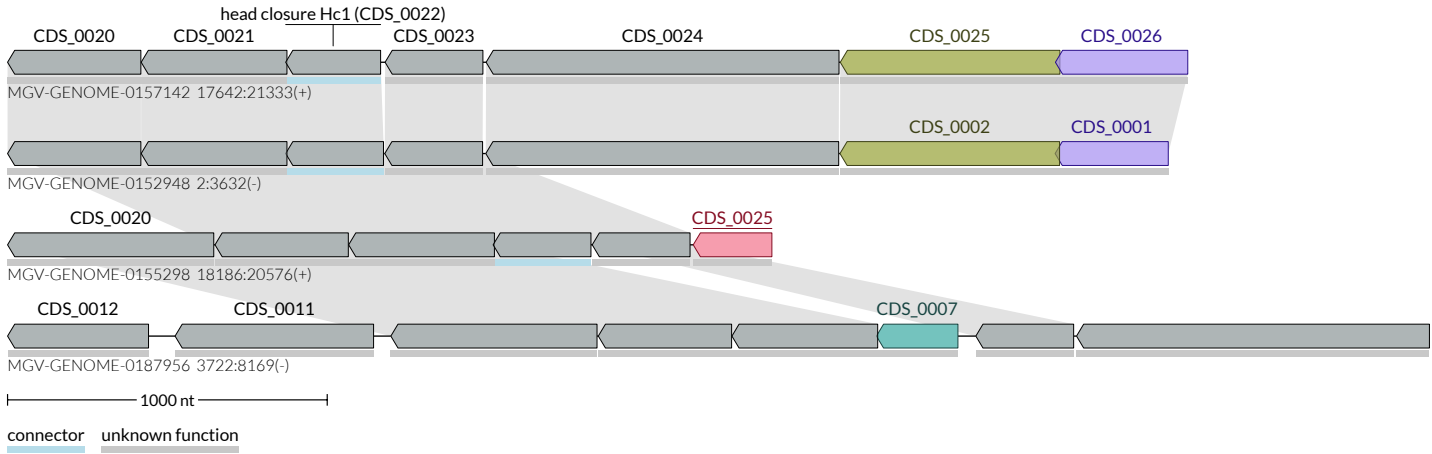 head closure Hc1 (CDS_0022)
CDS_0020 CDS_0021 CDS_0023 CDS_0024 CDS_0025 CDS_0026
MGV-GENOME-0157142 17642:21333(+)
CDS_0002 CDS_0001
MGV-GENOME-0152948 2:3632(-)
CDS_0020 CDS_0025
MGV-GENOME-0155298 18186:20576(+)
CDS_0012 CDS_0011 CDS_0007
MGV-GENOME-0187956 3722:8169(-)
1000 nt
connector unknown function